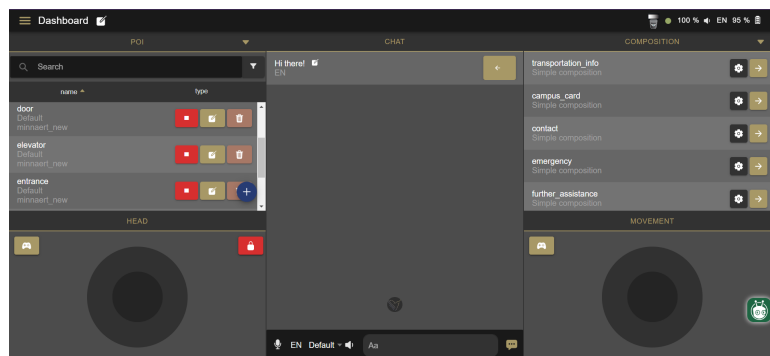 Dashboard
100 % EN 95 %
POI
Search
name type
door
Default
minnaert_new
elevator
Default
minnaert_new
entrance
Default
minnaert_new
HEAD
CHAT
Hi there!
EN
EN Default Aa
COMPOSITION
transportation_info
Simple composition
campus_card
Simple composition
contact
Simple composition
emergency
Simple composition
further_assistance
Simple composition
MOVEMENT